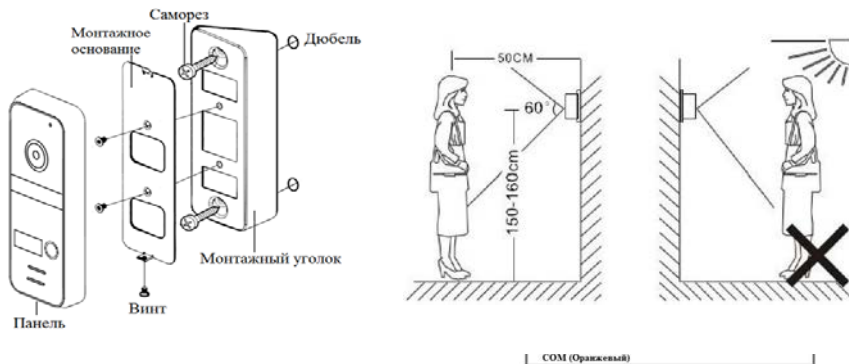 Саморез
Дюбель
Монтажное
основание
Монтажный уголок
Винт
Панель
50CM
60°
150-160cm
COM (Оранжевый)